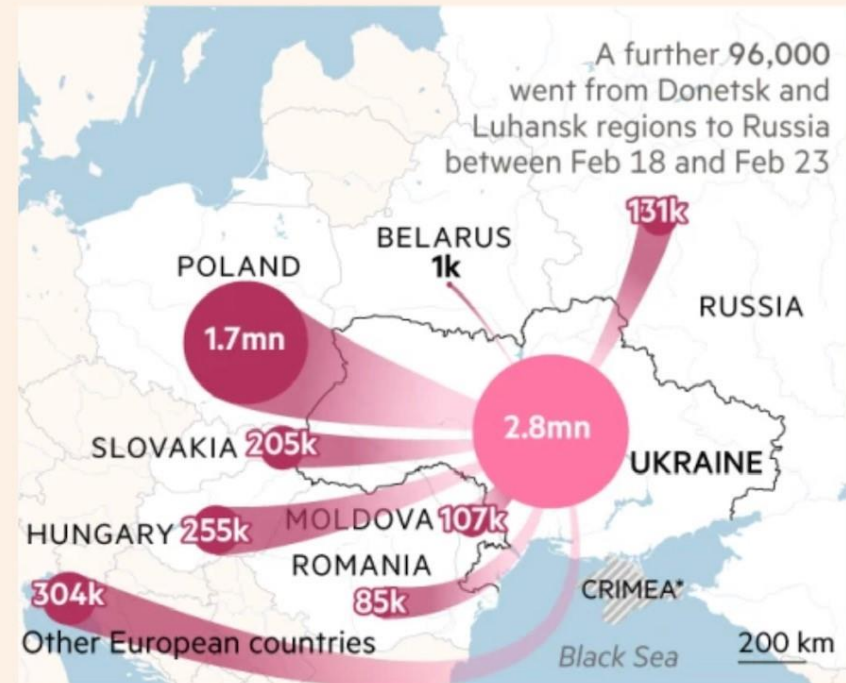 A further 96,000
went from Donetsk and
Luhansk regions to Russia
between Feb 18 and Feb 23
131k
BELARUS
1k
POLAND
1.7mn
RUSSIA
2.8mn
SLOVAKIA 205k
UKRAINE
HUNGARY 255k
MOLDOVA 107k
ROMANIA
85k
CRIMEA*
304k
Other European countries
Black Sea
200 km